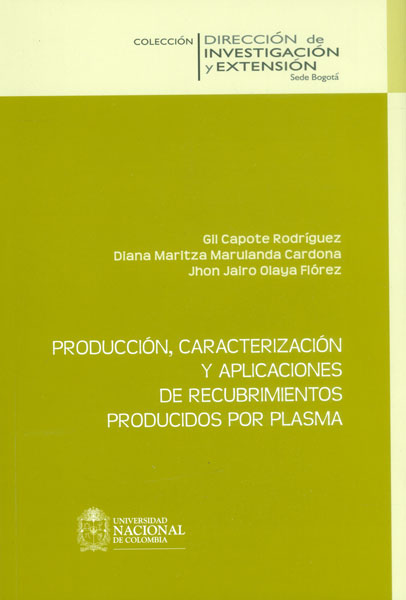 COLECCIÓN
DIRECCIÓN de
INVESTIGACIÓN
y EXTENSIÓN
Sede Bogotá
Gil Capote Rodríguez
Diana Maritza Marulanda Cardona
Jhon Jairo Olaya Flórez
PRODUCCIÓN, CARACTERIZACIÓN
Y APLICACIONES
DE RECUBRIMIENTOS
PRODUCIDOS POR PLASMA
UNIVERSIDAD
NACIONAL
DE COLOMBIA